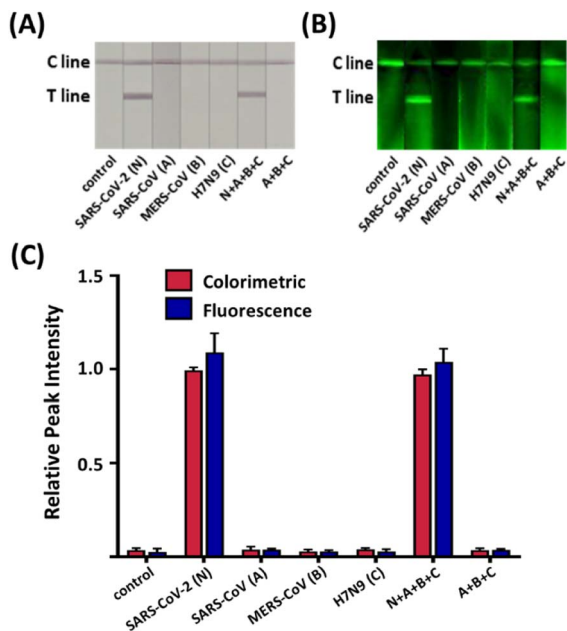 (A)
C line
T line
control
SARS-CoV-2 (N)
SARS-CoV (A)
MERS-CoV (B)
H7N9 (C)
N+A+B+C
A+B+C
(B)
C line
T line
control
SARS-CoV-2 (N)
SARS-CoV (A)
MERS-CoV (B)
H7N9 (C)
N+A+B+C
A+B+C
(C)
Relative Peak Intensity
1.5
1.0
0.5
Colorimetric
Fluorescence
control
SARS-CoV-2 (N)
SARS-CoV (A)
MERS-CoV (B)
H7N9 (C)
N+A+B+C
A+B+C